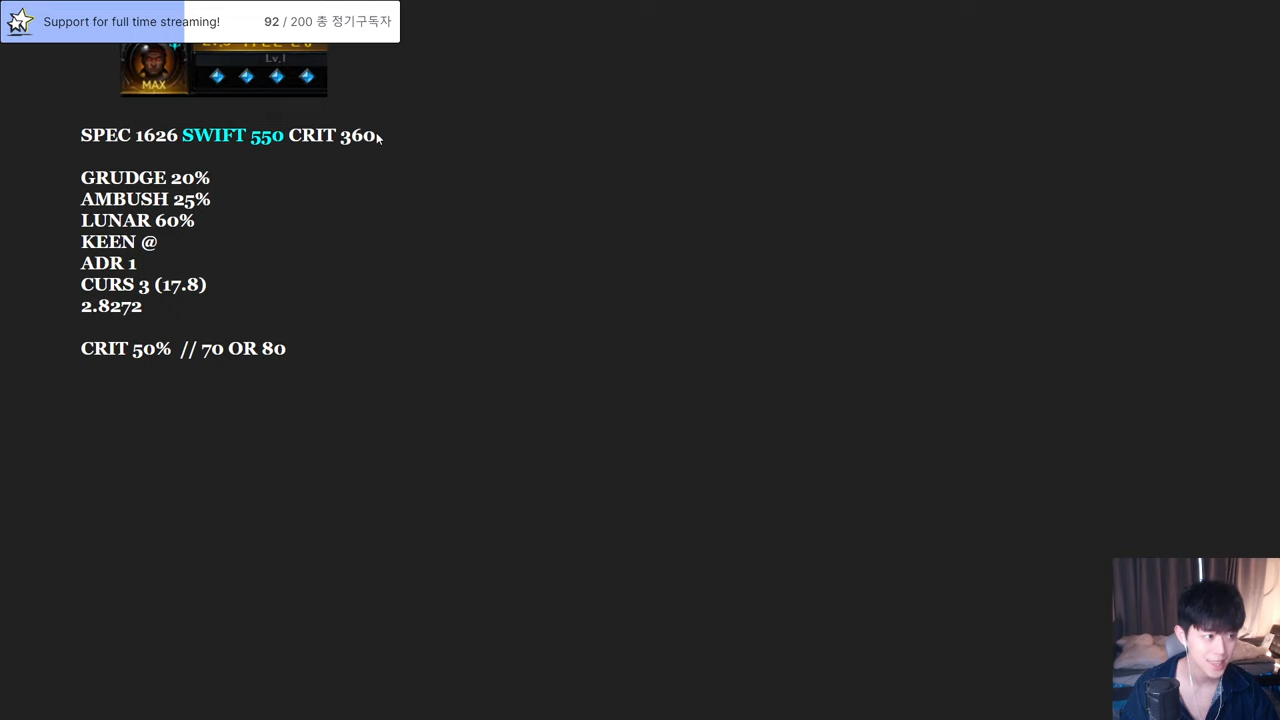 Support for full time streaming! 92 / 200 총 정기구독자
Lv.1
MAX
SPEC 1626 SWIFT 550 CRIT 360
GRUDGE 20%
AMBUSH 25%
LUNAR 60%
KEEN @
ADR 1
CURS 3 (17.8)
2.8272
CRIT 50% // 70 OR 80